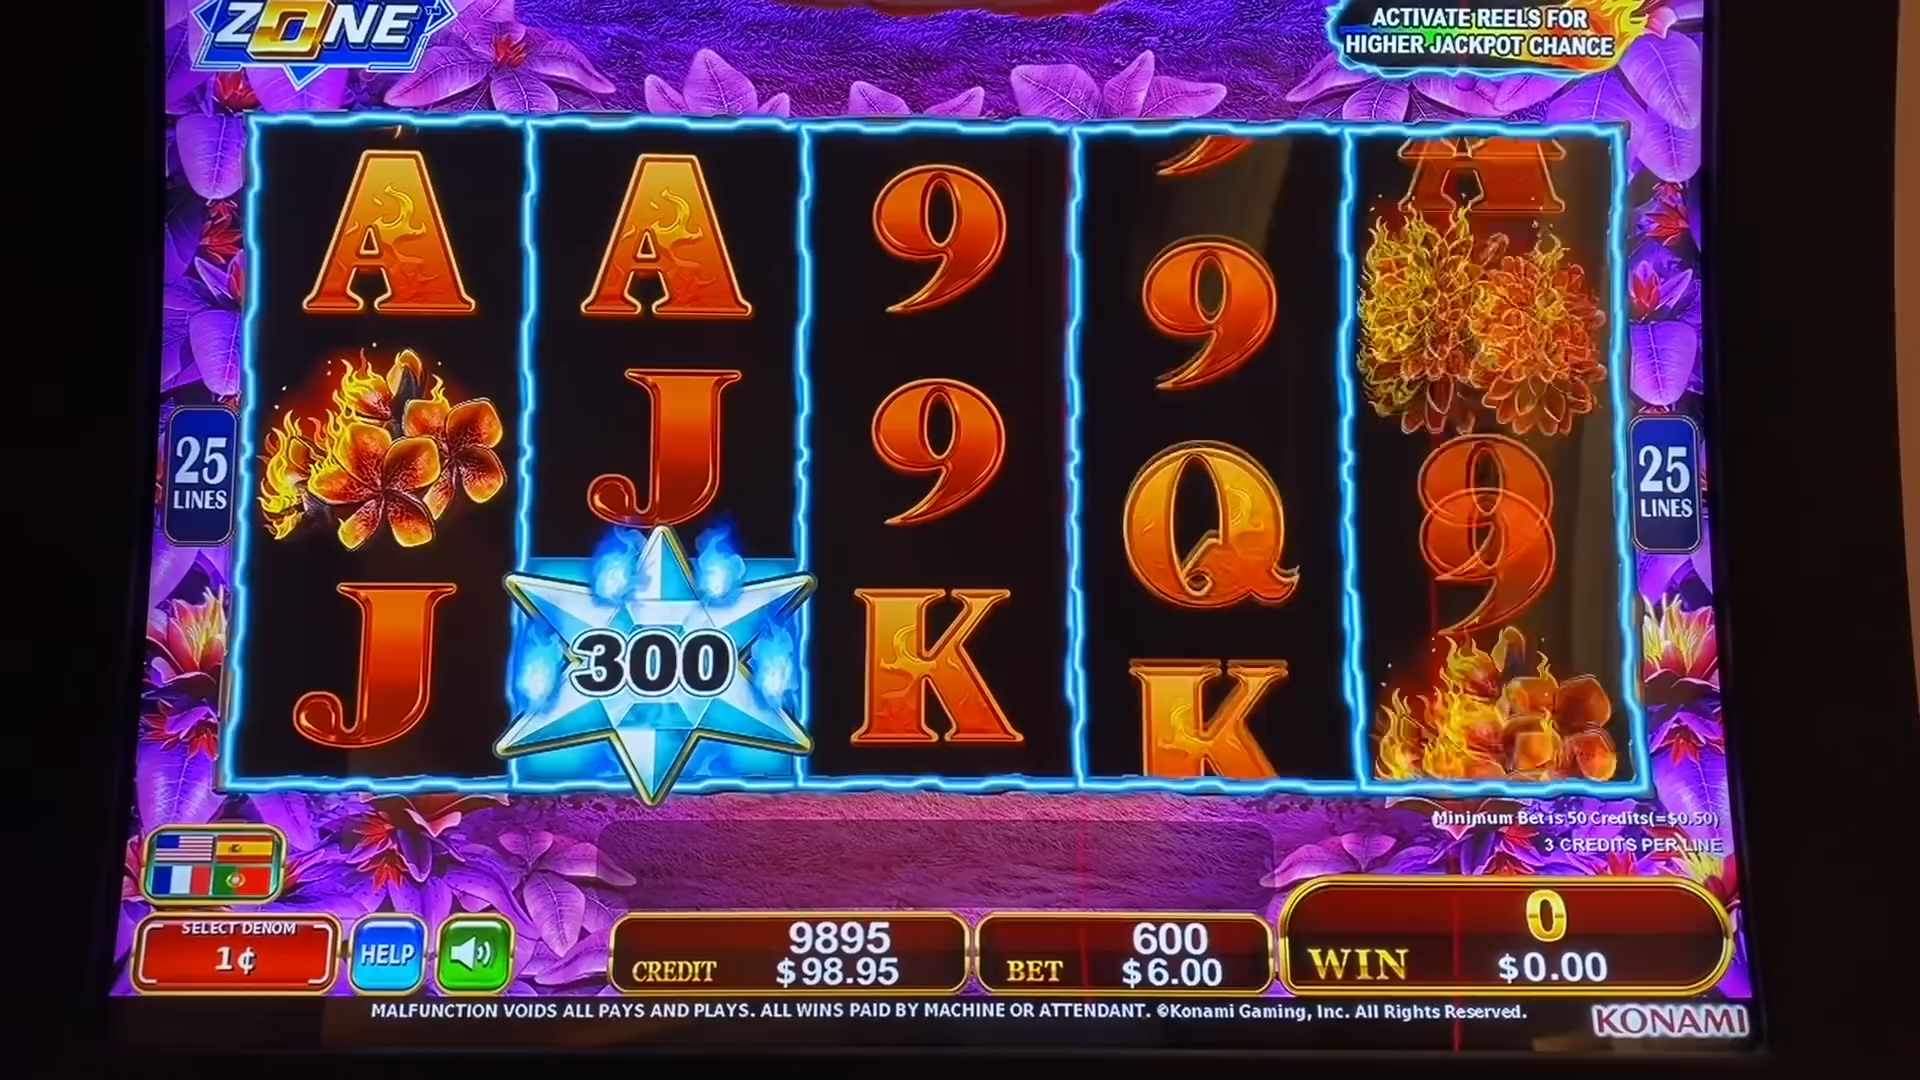 ZONE
ACTIVATE REELS FOR
HIGHER JACKPOT CHANCE
A A 9 9 A
J 9 Q 9 9
J 300 K K
25
LINES
25
LINES
Minimum Bet is 50 Credits(=$0.50)
3 CREDITS PER LINE
SELECT DENOM
1¢
HELP
CREDIT
9895
$98.95
BET
600
$6.00
WIN
0
$0.00
MALFUNCTION VOIDS ALL PAYS AND PLAYS. ALL WINS PAID BY MACHINE OR ATTENDANT. ©Konami Gaming, Inc. All Rights Reserved.
KONAMI